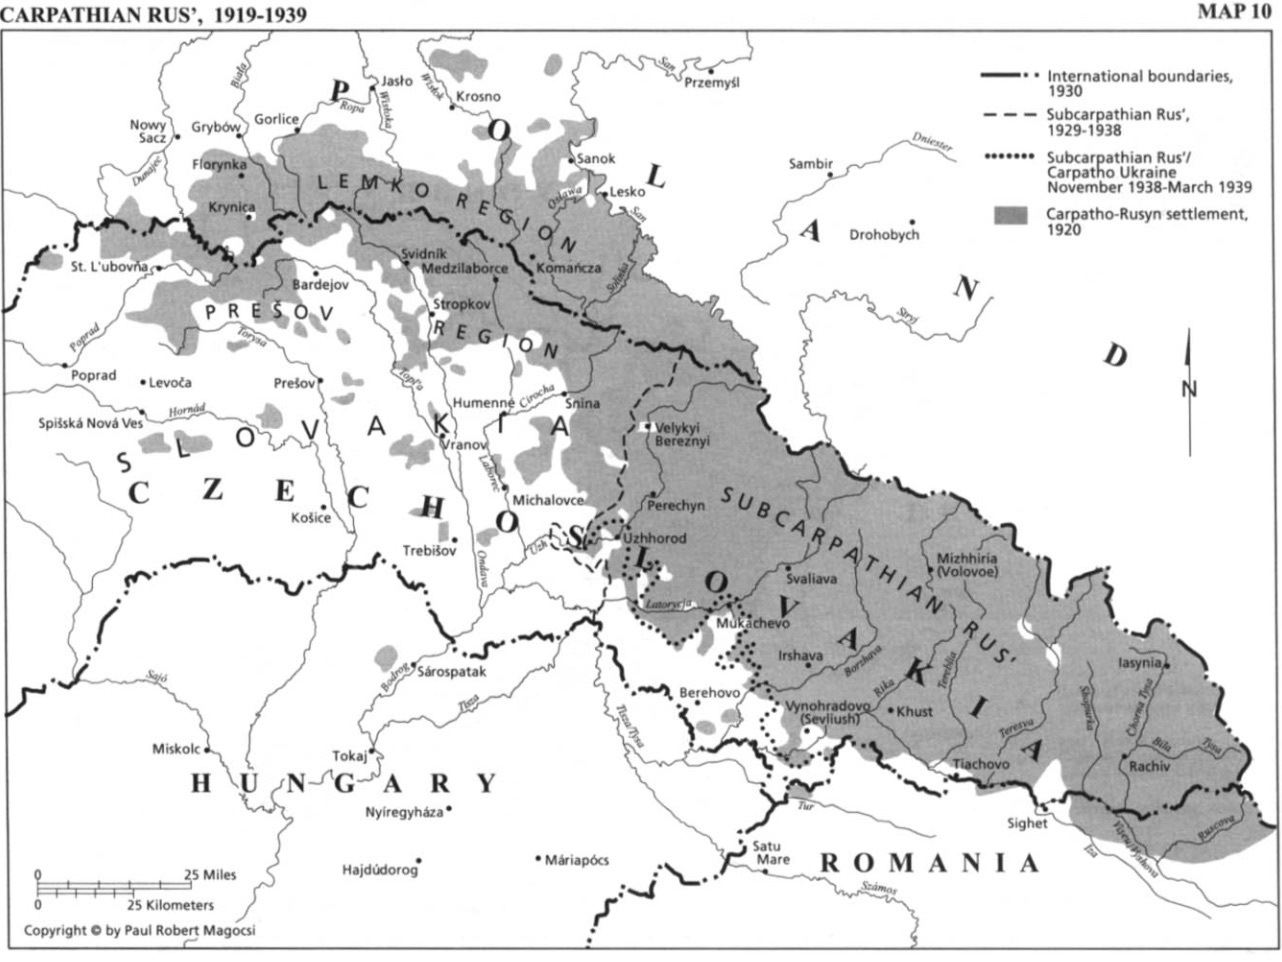 CARPATHIAN RUS', 1919-1939
MAP 10
International boundaries,
1930
Subcarpathian Rus',
1929-1938
Subcarpathian Rus'/
Carpatho Ukraine
November 1938-March 1939
Carpatho-Rusyn settlement,
1920
N
POLAND
Biała
Jasło
Ropa
Wisłoka
Wisłok
Krosno
San
Przemyśl
Nowy
Sacz
Grybów
Gorlice
Dunajec
Florynka
Krynica
LEMKO REGION
Sanok
Osława
Lesko
San
Sambir
Dniester
Drohobych
Stryj
St. L'ubovňa
Bardejov
Svidník
Medzilaborce
Komańcza
Solinka
Stropkov
PREŠOV REGION
Poprad
Torysa
Poprad
Levoča
Prešov
Topl'a
Spišská Nová Ves
Hornád
Humenné
Cirocha
Snina
Vranov
Laborec
Michalovce
SLOVAKIA
CZECHOSLOVAKIA
Košice
Trebišov
Ondava
Uzh
Uzhhorod
Velykyi
Bereznyi
Perechyn
SUBCARPATHIAN RUS'
Mizhhiria
(Volovoe)
Svaliava
Latorycja
Mukachevo
Irshava
Borzhava
Rika
Tereblia
Khust
Vynohradovo
(Sevliush)
Berehovo
Teresva
Tiachovo
Shopurka
Chorna Tysa
Iasynia
Bila
Tysa
Rachiv
Sighet
Iza
Vişeu/Vyshova
Ruscova
Sajó
Bodrog
Sárospatak
Tisza
Tisza/Tysa
Miskolc
Tokaj
HUNGARY
Nyíregyháza
Hajdúdorog
Máriapócs
Tur
Satu
Mare
ROMANIA
Számos
0 25 Miles
0 25 Kilometers
Copyright © by Paul Robert Magocsi